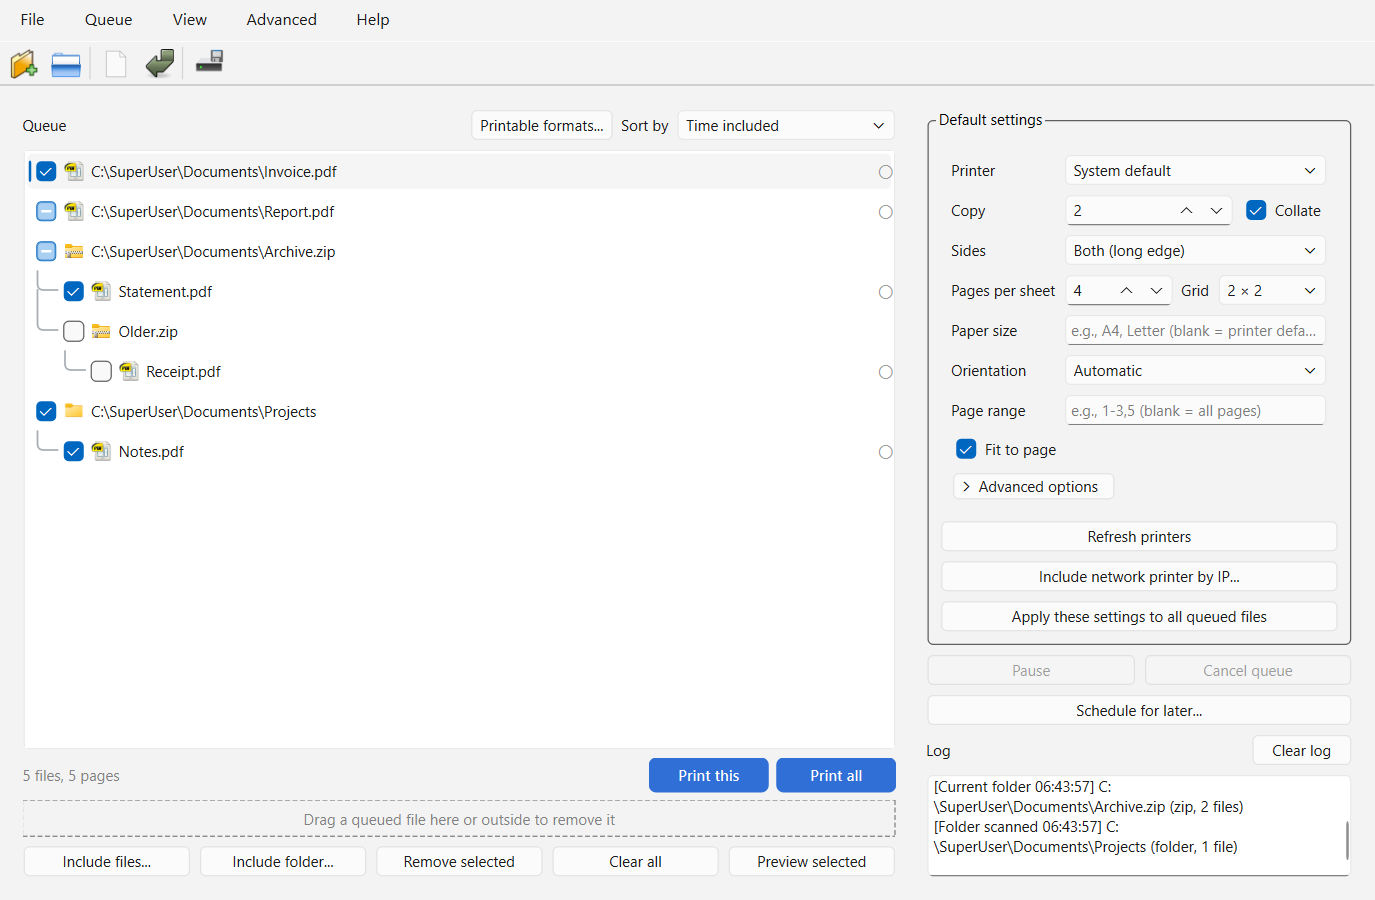 File Queue View Advanced Help
Queue Printable formats... Sort by Time included
C:\SuperUser\Documents\Invoice.pdf
C:\SuperUser\Documents\Report.pdf
C:\SuperUser\Documents\Archive.zip
Statement.pdf
Older.zip
Receipt.pdf
C:\SuperUser\Documents\Projects
Notes.pdf
5 files, 5 pages Print this Print all
Drag a queued file here or outside to remove it
Include files... Include folder... Remove selected Clear all Preview selected
Default settings
Printer System default
Copy 2 Collate
Sides Both (long edge)
Pages per sheet 4 Grid 2 × 2
Paper size e.g., A4, Letter (blank = printer defa...
Orientation Automatic
Page range e.g., 1-3,5 (blank = all pages)
Fit to page
Advanced options
Refresh printers
Include network printer by IP...
Apply these settings to all queued files
Pause Cancel queue
Schedule for later...
Log Clear log
[Current folder 06:43:57] C:
\SuperUser\Documents\Archive.zip (zip, 2 files)
[Folder scanned 06:43:57] C:
\SuperUser\Documents\Projects (folder, 1 file)